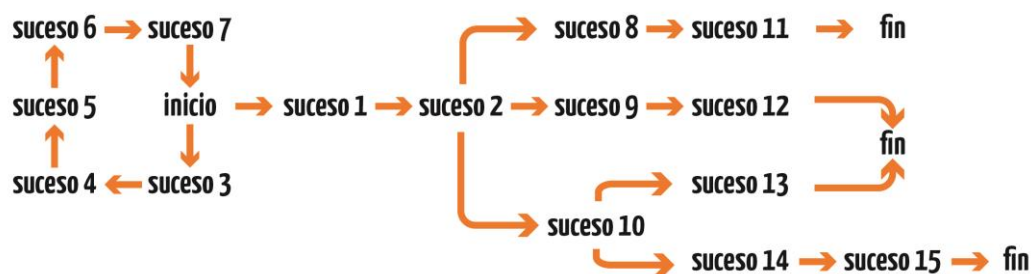 suceso 6 suceso 7 suceso 8 suceso 11 fin
suceso 5 inicio suceso 1 suceso 2 suceso 9 suceso 12
fin
suceso 4 suceso 3 suceso 13
suceso 10
suceso 14 suceso 15 fin